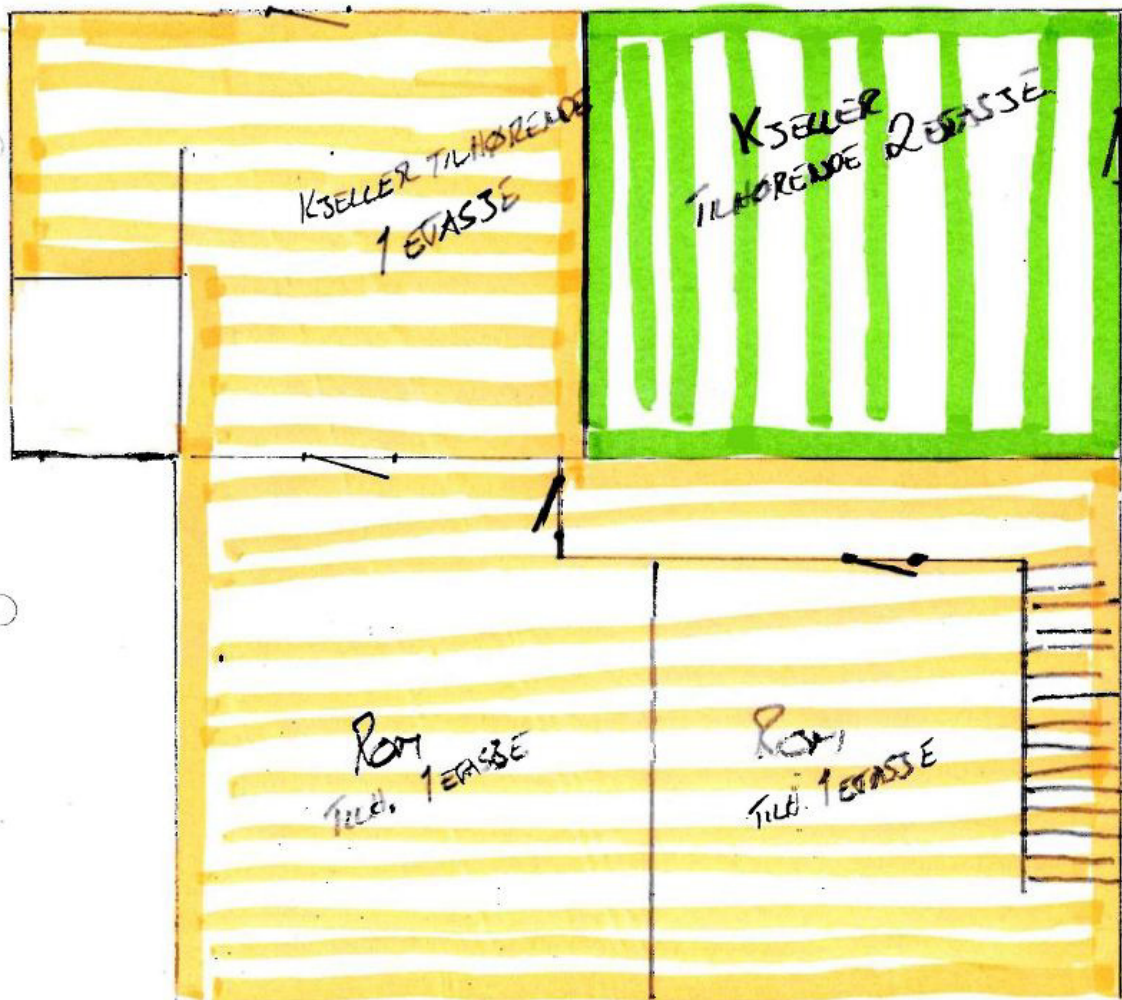 KJELLER TILHØRENDE
1 ETASJE
KJELLER
TILHØRENDE 2 ETASJE
ROM
TILH. 1 ETASJE
ROM
TILH. 1 ETASJE